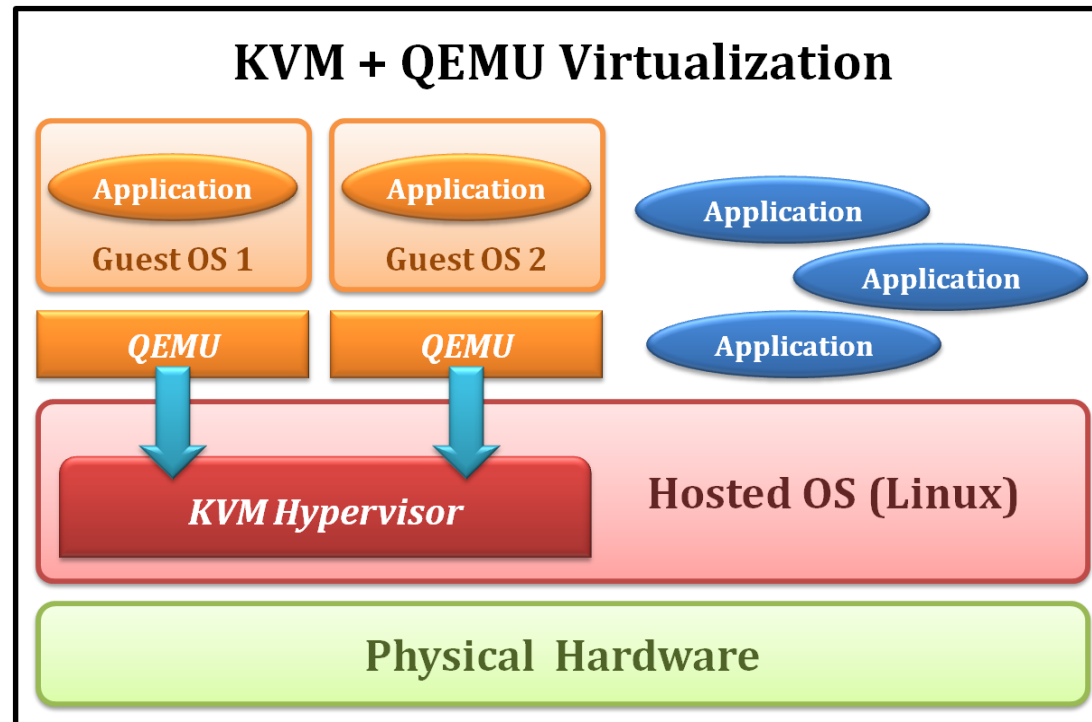 KVM + QEMU Virtualization
Application
Guest OS 1
QEMU
Application
Guest OS 2
QEMU
Application
Application
Application
KVM Hypervisor
Hosted OS (Linux)
Physical Hardware